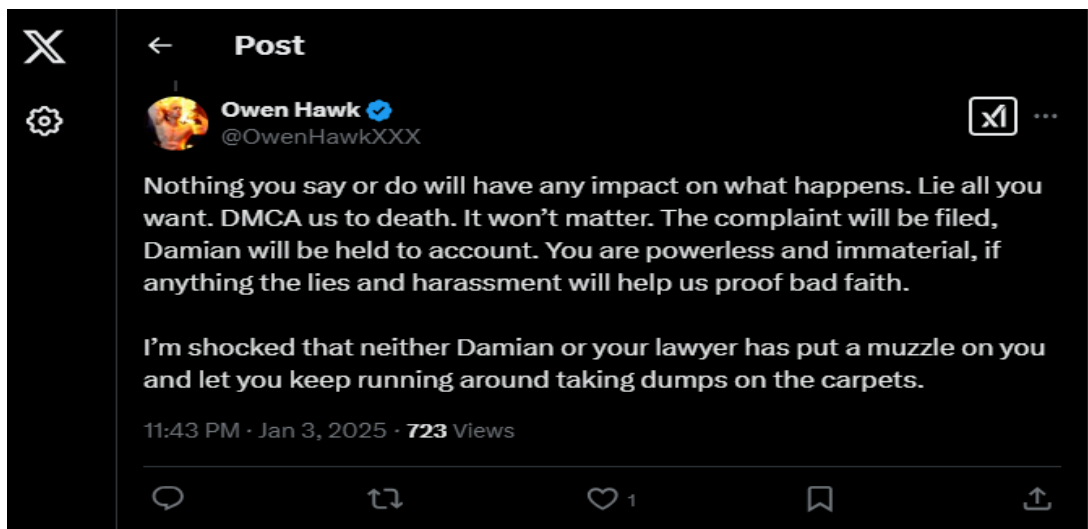 Post
Owen Hawk
@OwenHawkXXX
Nothing you say or do will have any impact on what happens. Lie all you
want. DMCA us to death. It won’t matter. The complaint will be filed,
Damian will be held to account. You are powerless and immaterial, if
anything the lies and harassment will help us proof bad faith.
I’m shocked that neither Damian or your lawyer has put a muzzle on you
and let you keep running around taking dumps on the carpets.
11:43 PM · Jan 3, 2025 · 723 Views
1